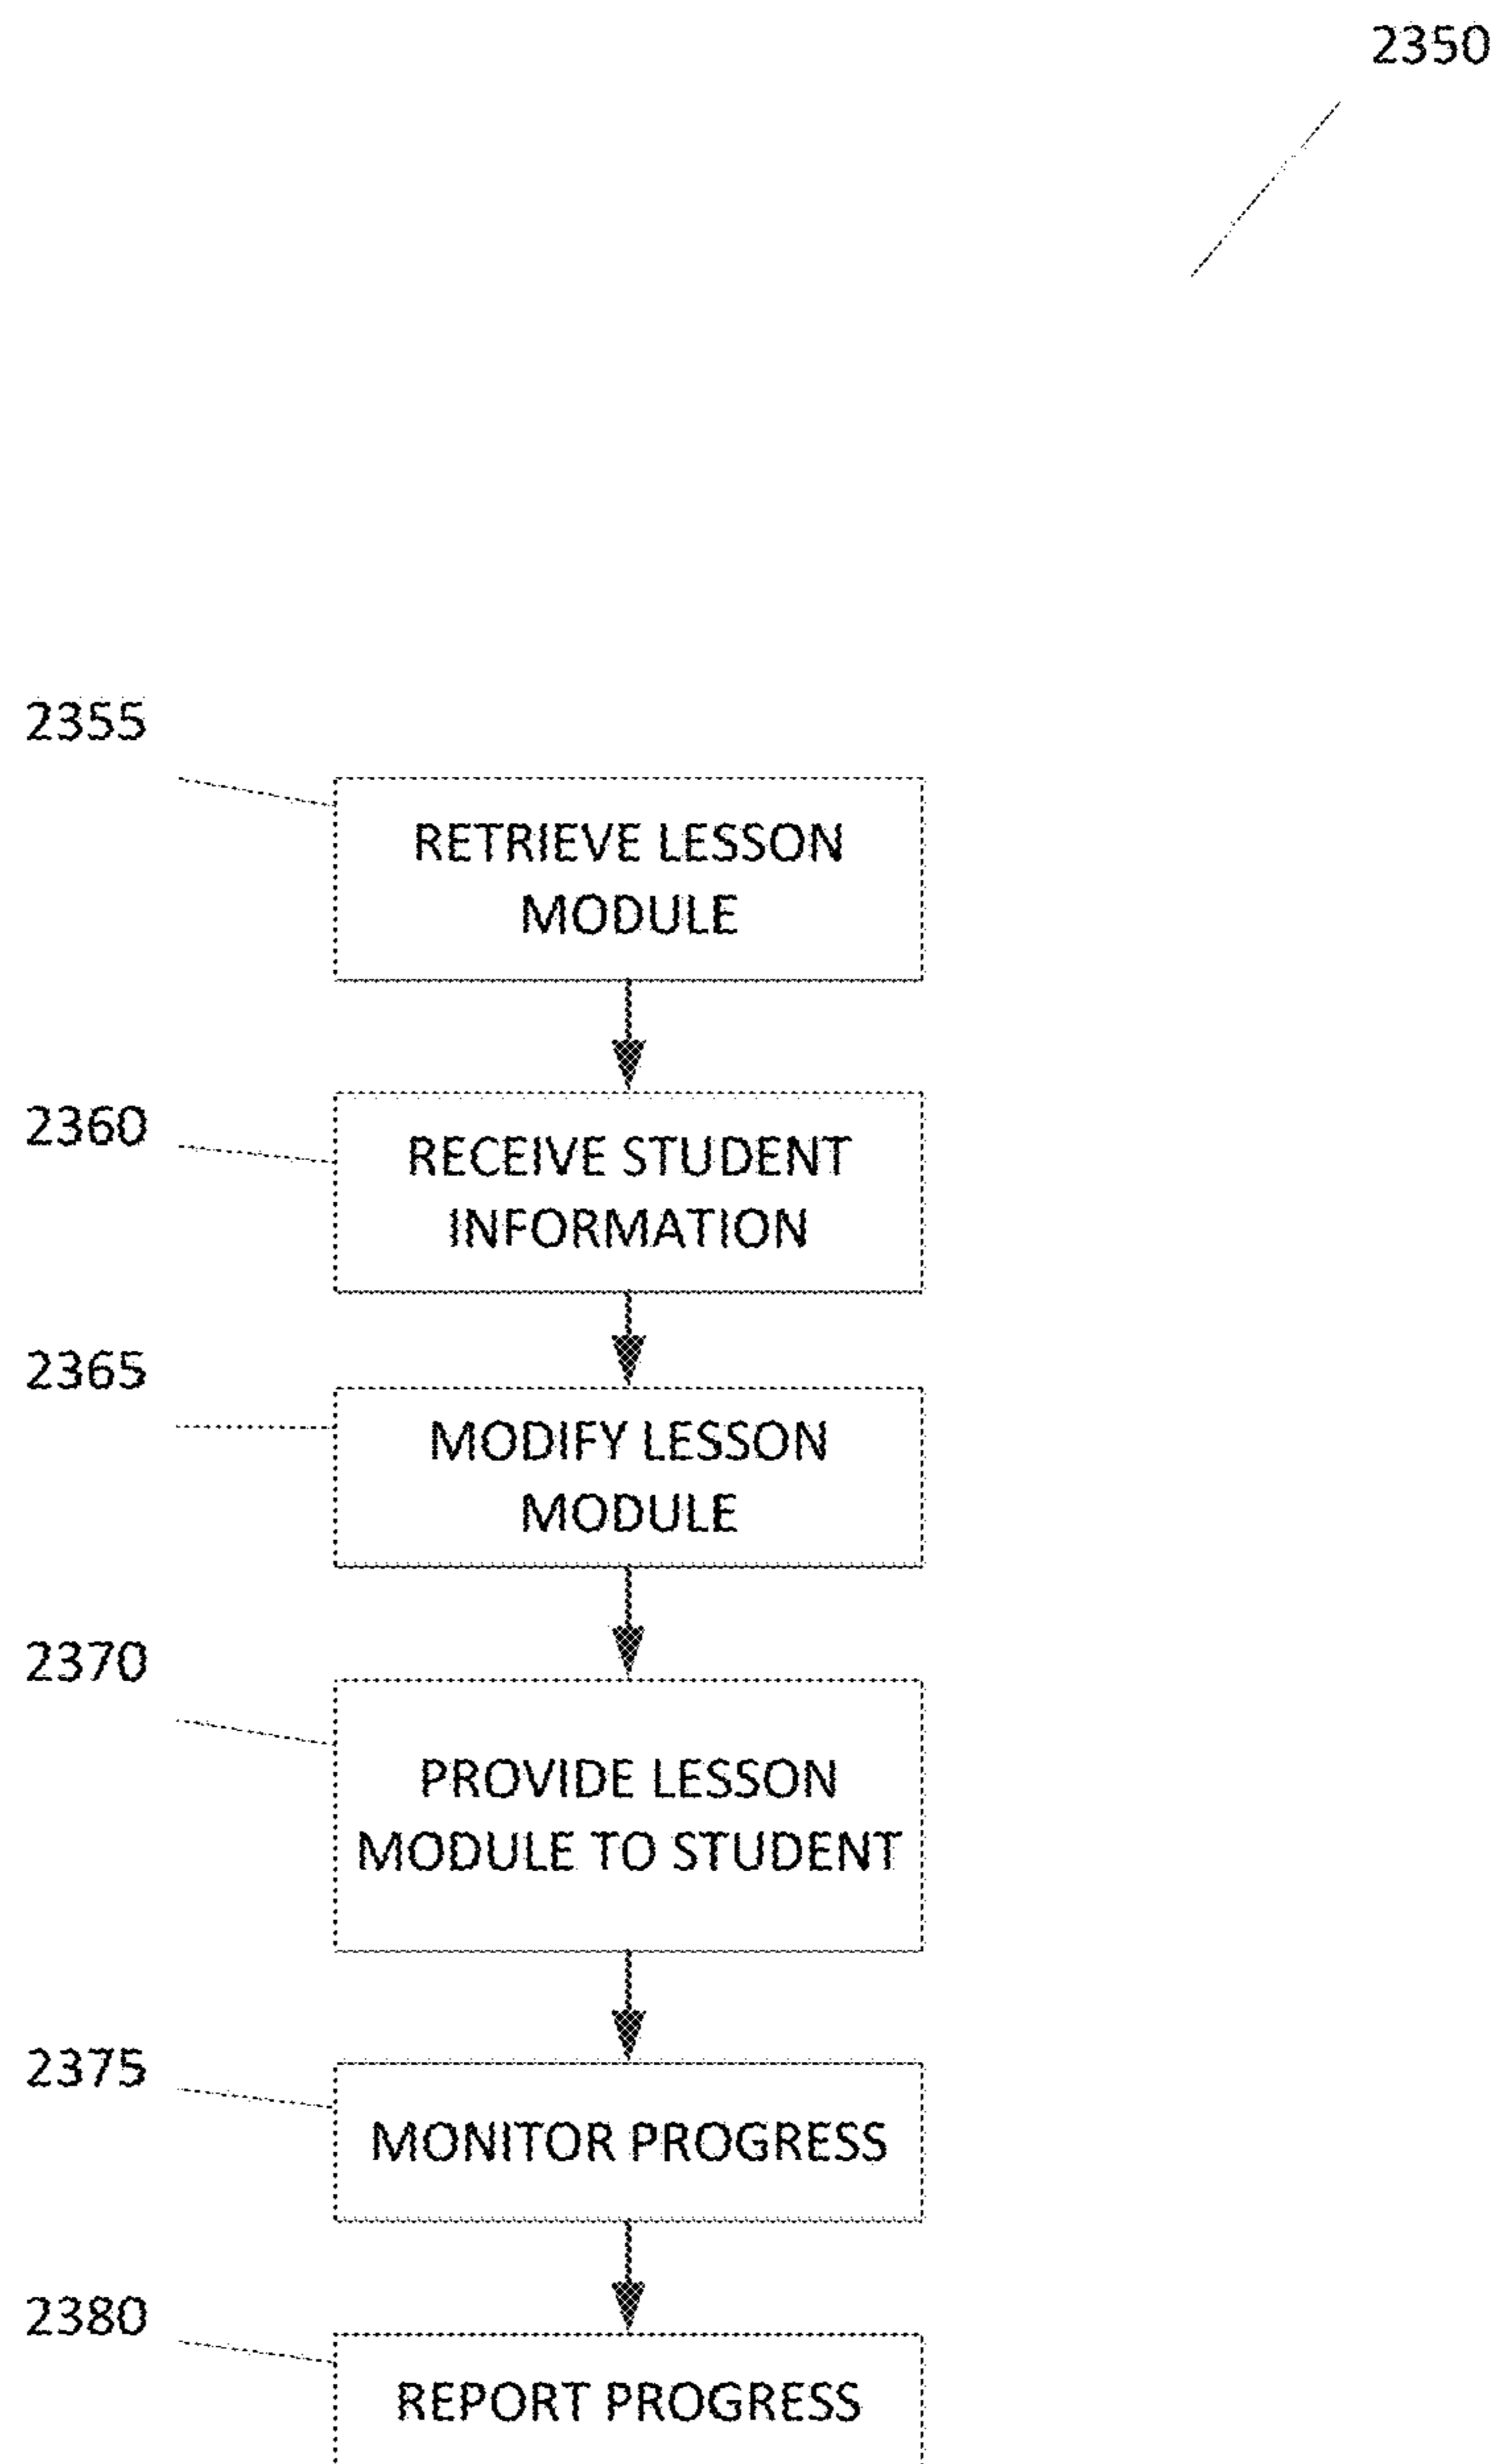 2350
2355
RETRIEVE LESSON
MODULE
2360
RECEIVE STUDENT
INFORMATION
2365
MODIFY LESSON
MODULE
2370
PROVIDE LESSON
MODULE TO STUDENT
2375
MONITOR PROGRESS
2380
REPORT PROGRESS